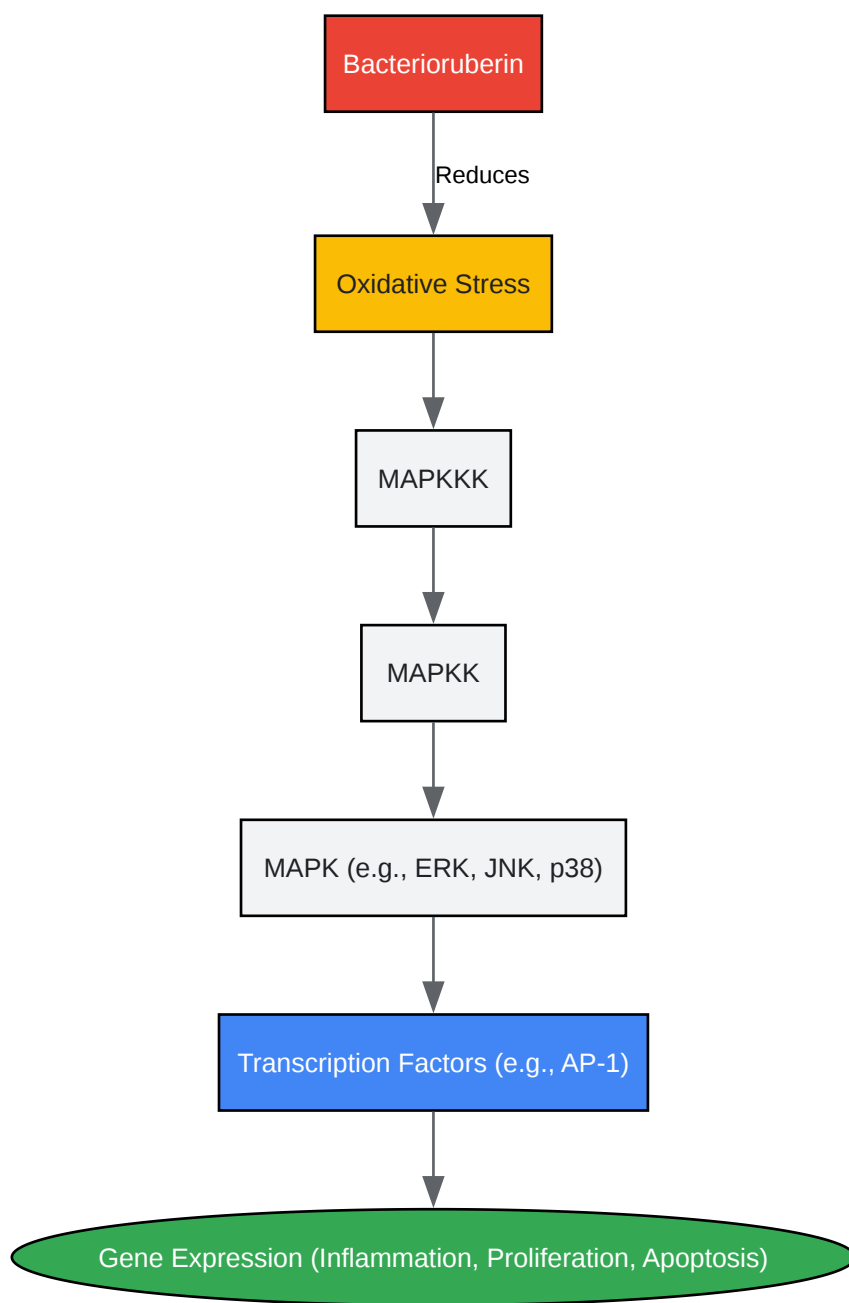 Bacterioruberin
Reduces
Oxidative Stress
MAPKKK
MAPKK
MAPK (e.g., ERK, JNK, p38)
Transcription Factors (e.g., AP-1)
Gene Expression (Inflammation, Proliferation, Apoptosis)